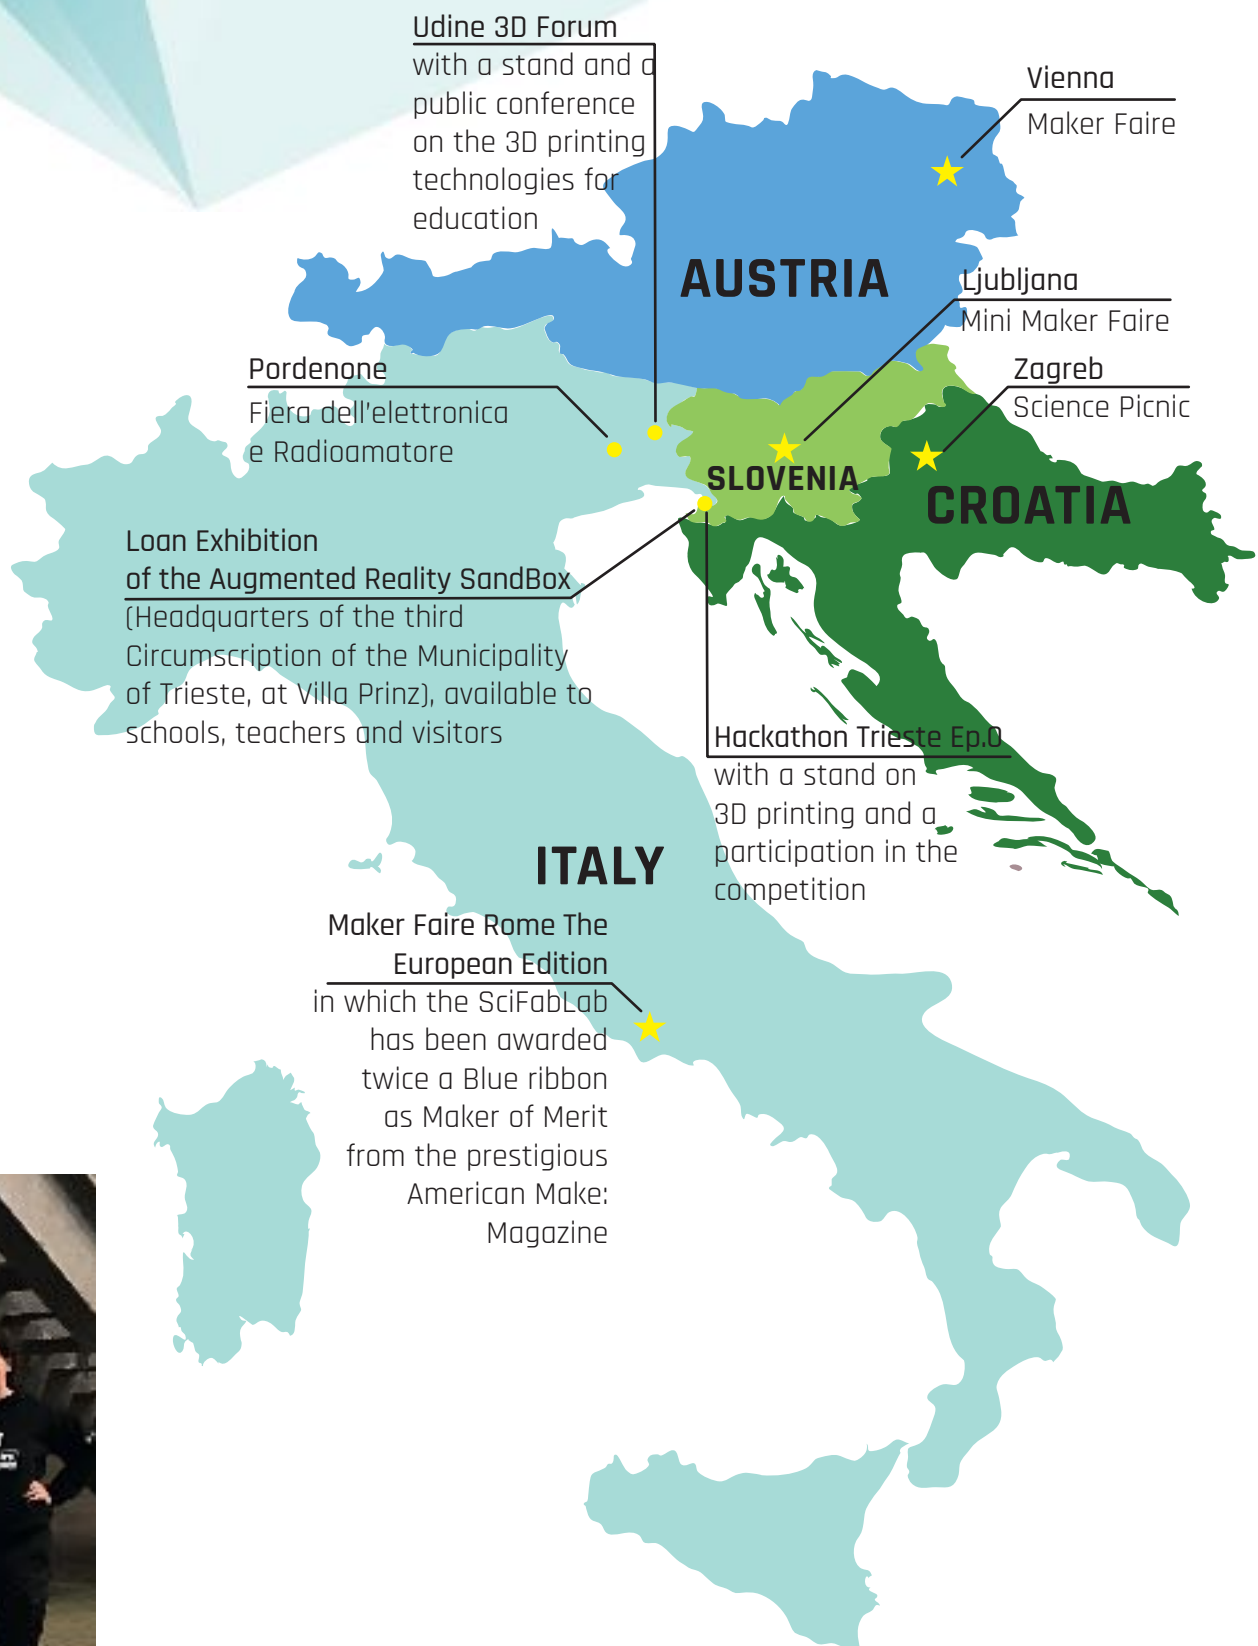 Udine 3D Forum
with a stand and a
public conference
on the 3D printing
technologies for
education
Vienna
Maker Faire
AUSTRIA
Ljubljana
Mini Maker Faire
Pordenone
Fiera dell'elettronica
e Radioamatore
Zagreb
Science Picnic
SLOVENIA
CROATIA
Loan Exhibition
of the Augmented Reality SandBox
(Headquarters of the third
Circumscription of the Municipality
of Trieste, at Villa Prinz), available to
schools, teachers and visitors
Hackathon Trieste Ep.0
with a stand on
3D printing and a
participation in the
competition
ITALY
Maker Faire Rome The
European Edition
in which the SciFabLab
has been awarded
twice a Blue ribbon
as Maker of Merit
from the prestigious
American Make:
Magazine